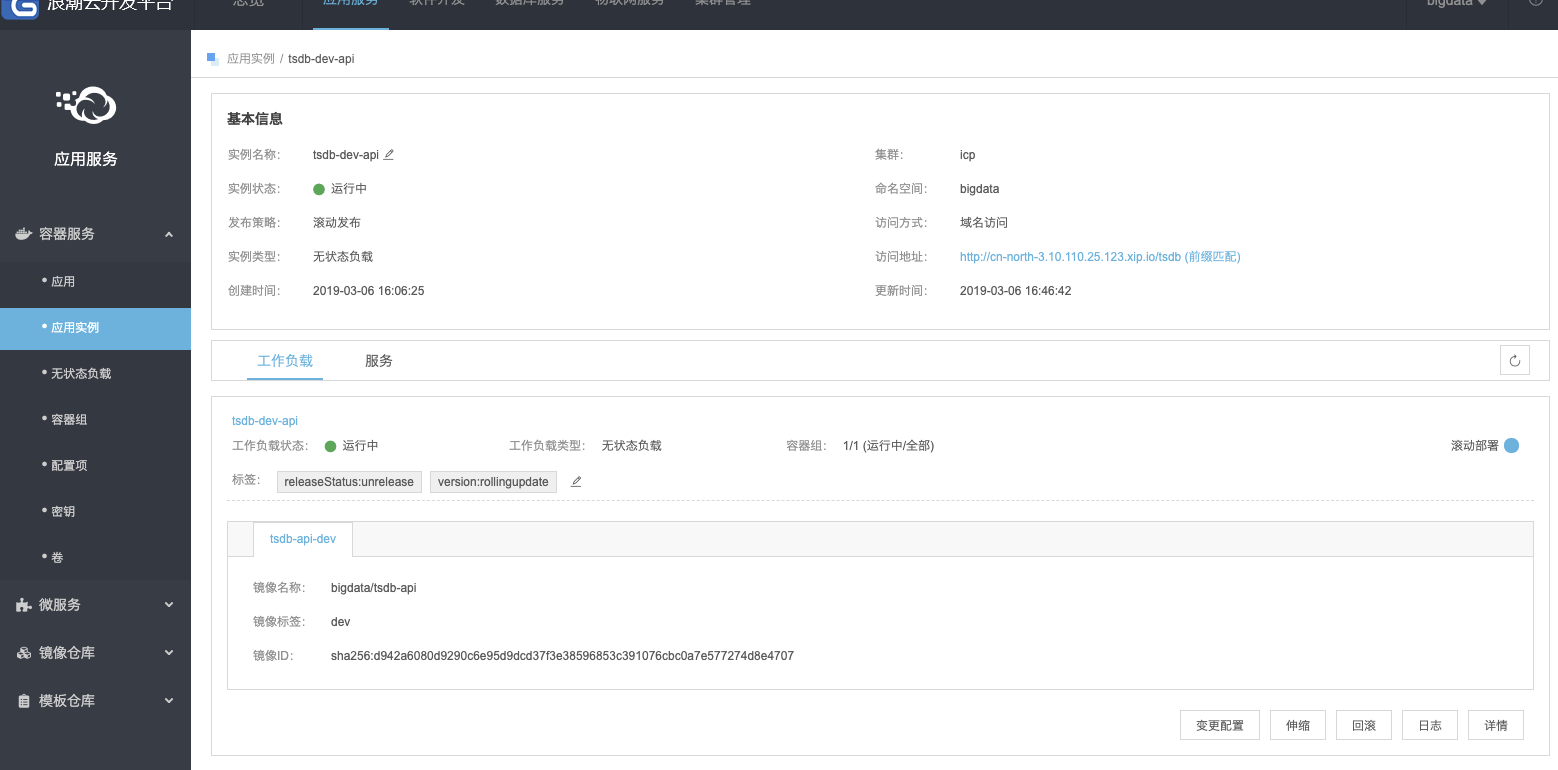 浪潮云开发平台
总览 应用服务 软件开发 数据库服务 物联网服务 集群管理 bigdata
应用实例 / tsdb-dev-api
应用服务
容器服务
应用
应用实例
无状态负载
容器组
配置项
密钥
卷
微服务
镜像仓库
模板仓库
基本信息
实例名称: tsdb-dev-api 集群: icp
实例状态: 运行中 命名空间: bigdata
发布策略: 滚动发布 访问方式: 域名访问
实例类型: 无状态负载 访问地址: http://cn-north-3.10.110.25.123.xip.io/tsdb (前缀匹配)
创建时间: 2019-03-06 16:06:25 更新时间: 2019-03-06 16:46:42
工作负载 服务
tsdb-dev-api
工作负载状态: 运行中 工作负载类型: 无状态负载 容器组: 1/1 (运行中/全部) 滚动部署
标签: releaseStatus:unrelease version:rollingupdate
tsdb-api-dev
镜像名称: bigdata/tsdb-api
镜像标签: dev
镜像ID: sha256:d942a6080d9290c6e95d9dcd37f3e38596853c391076cbc0a7e577274d8e4707
变更配置 伸缩 回滚 日志 详情